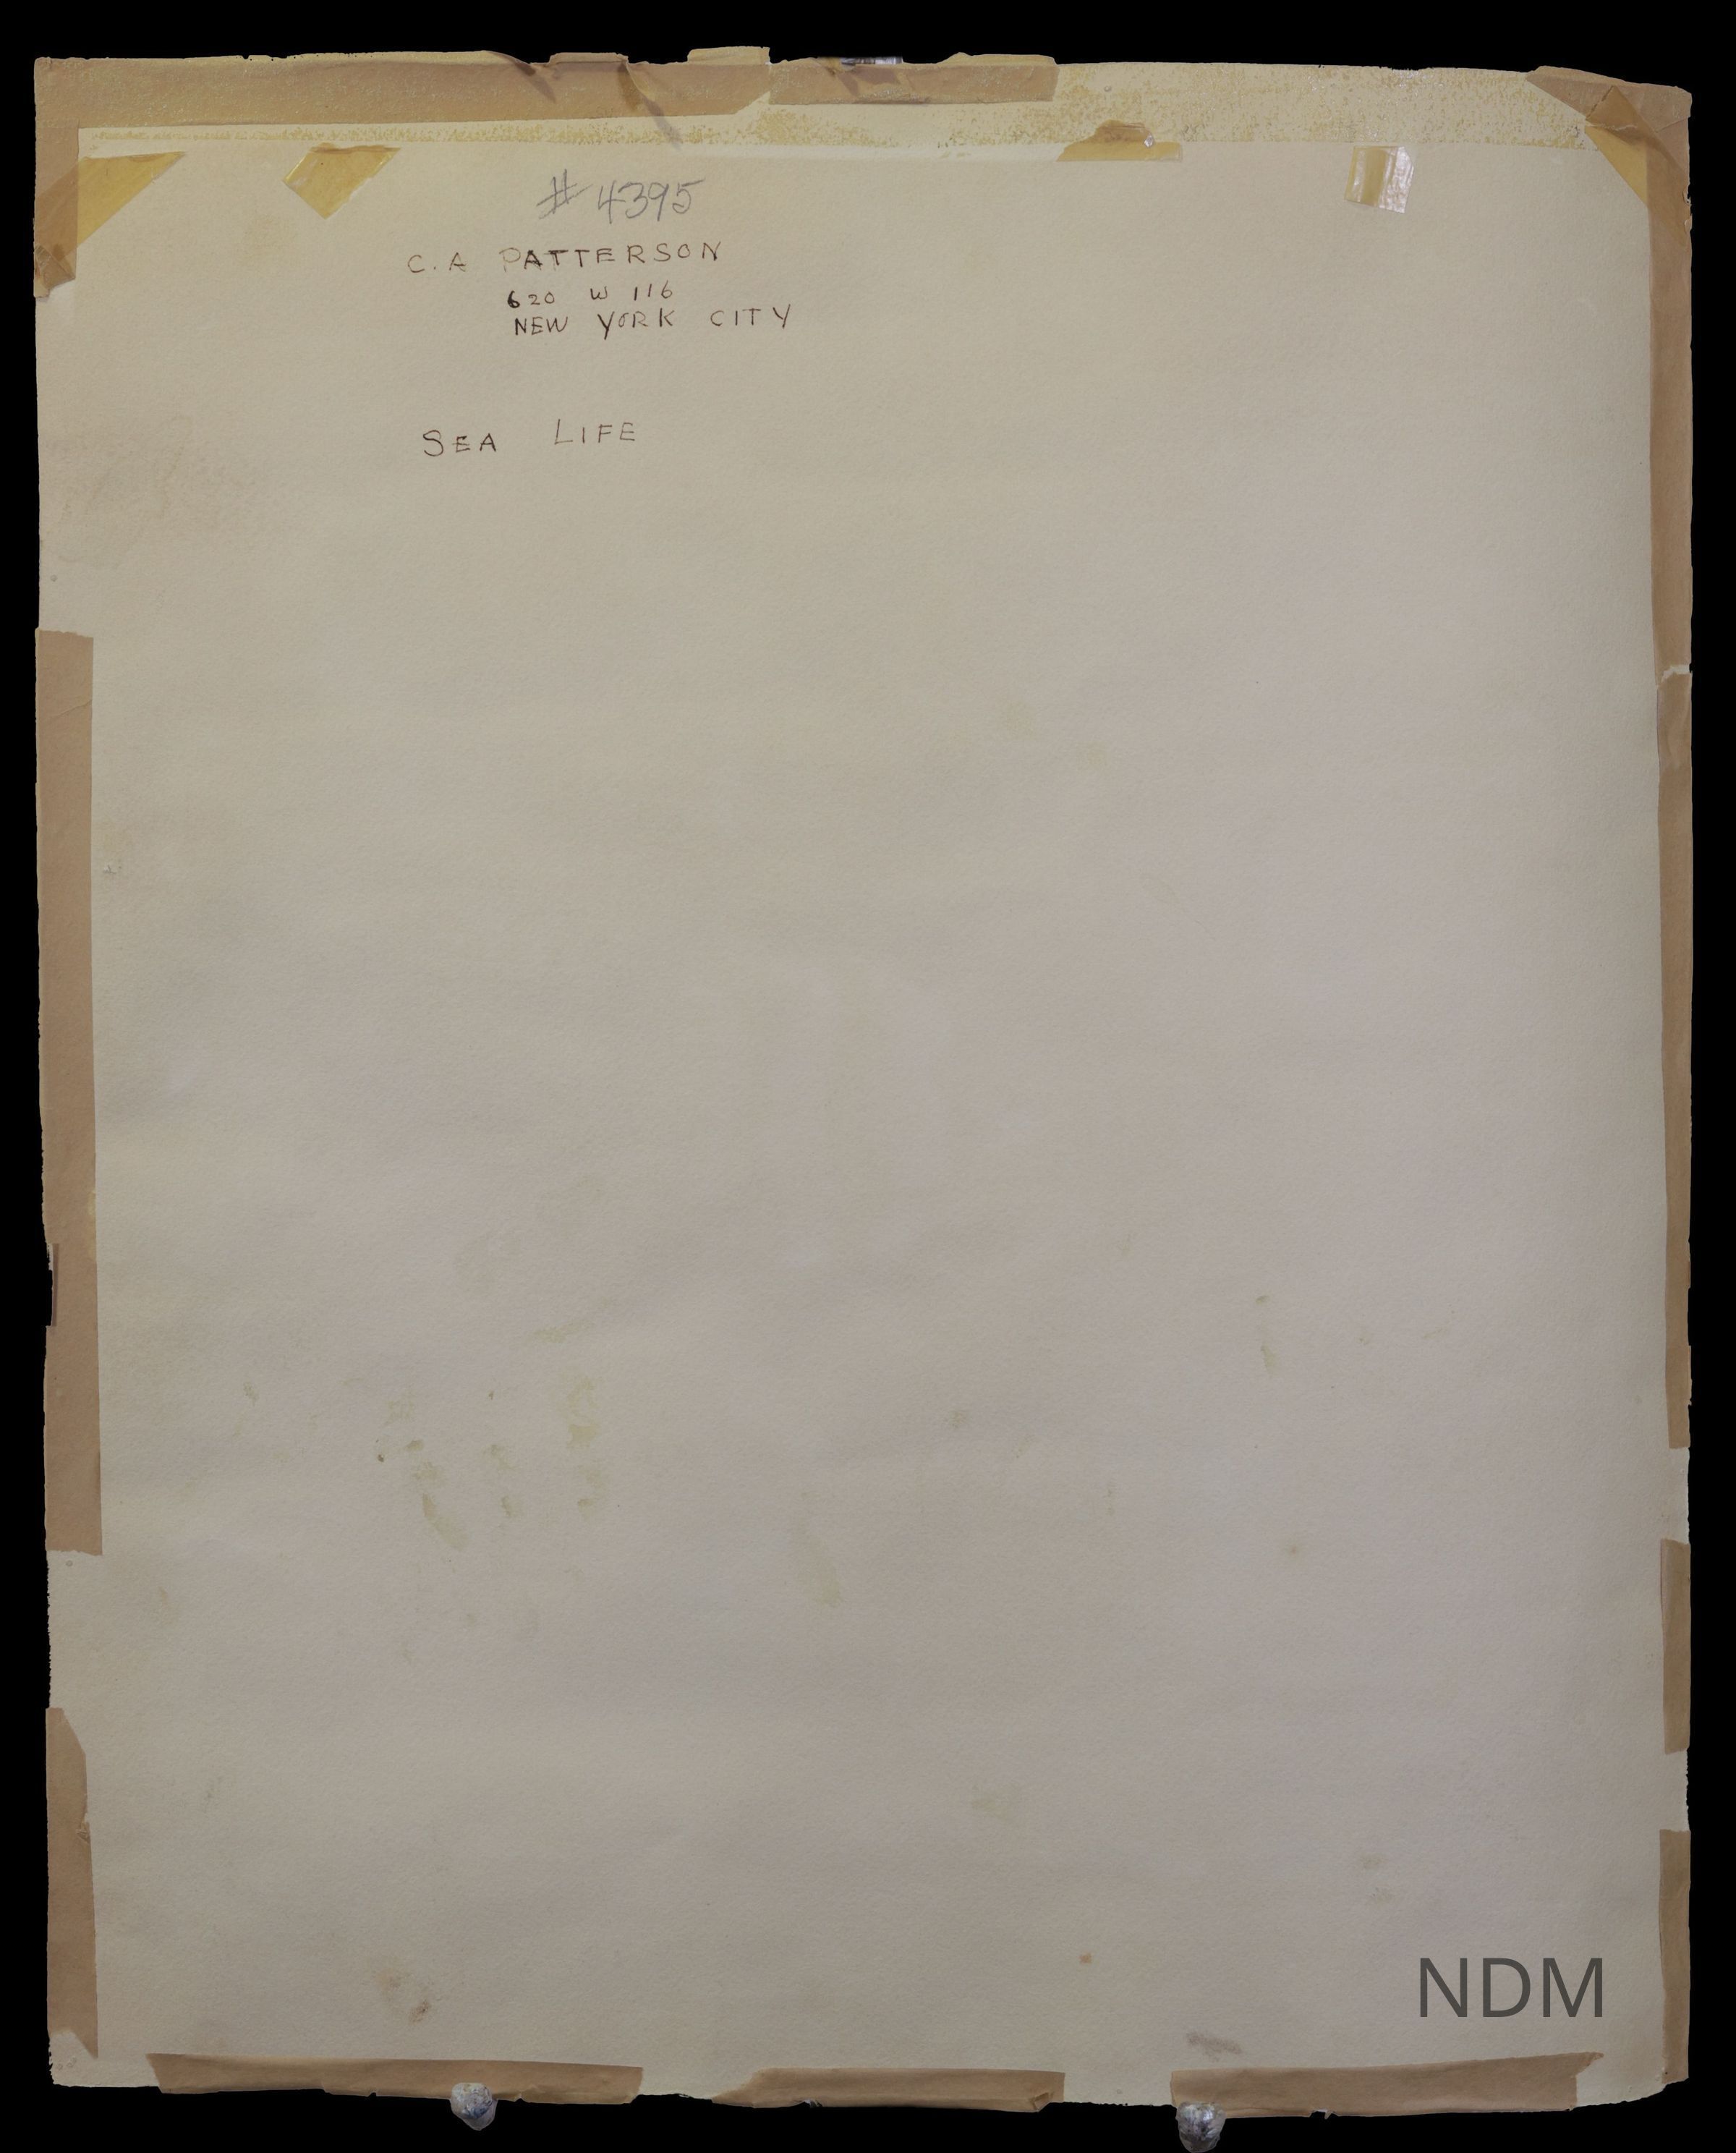 # 4395
C.A PATTERSON
620 W 116
NEW YORK CITY
SEA LIFE
NDM